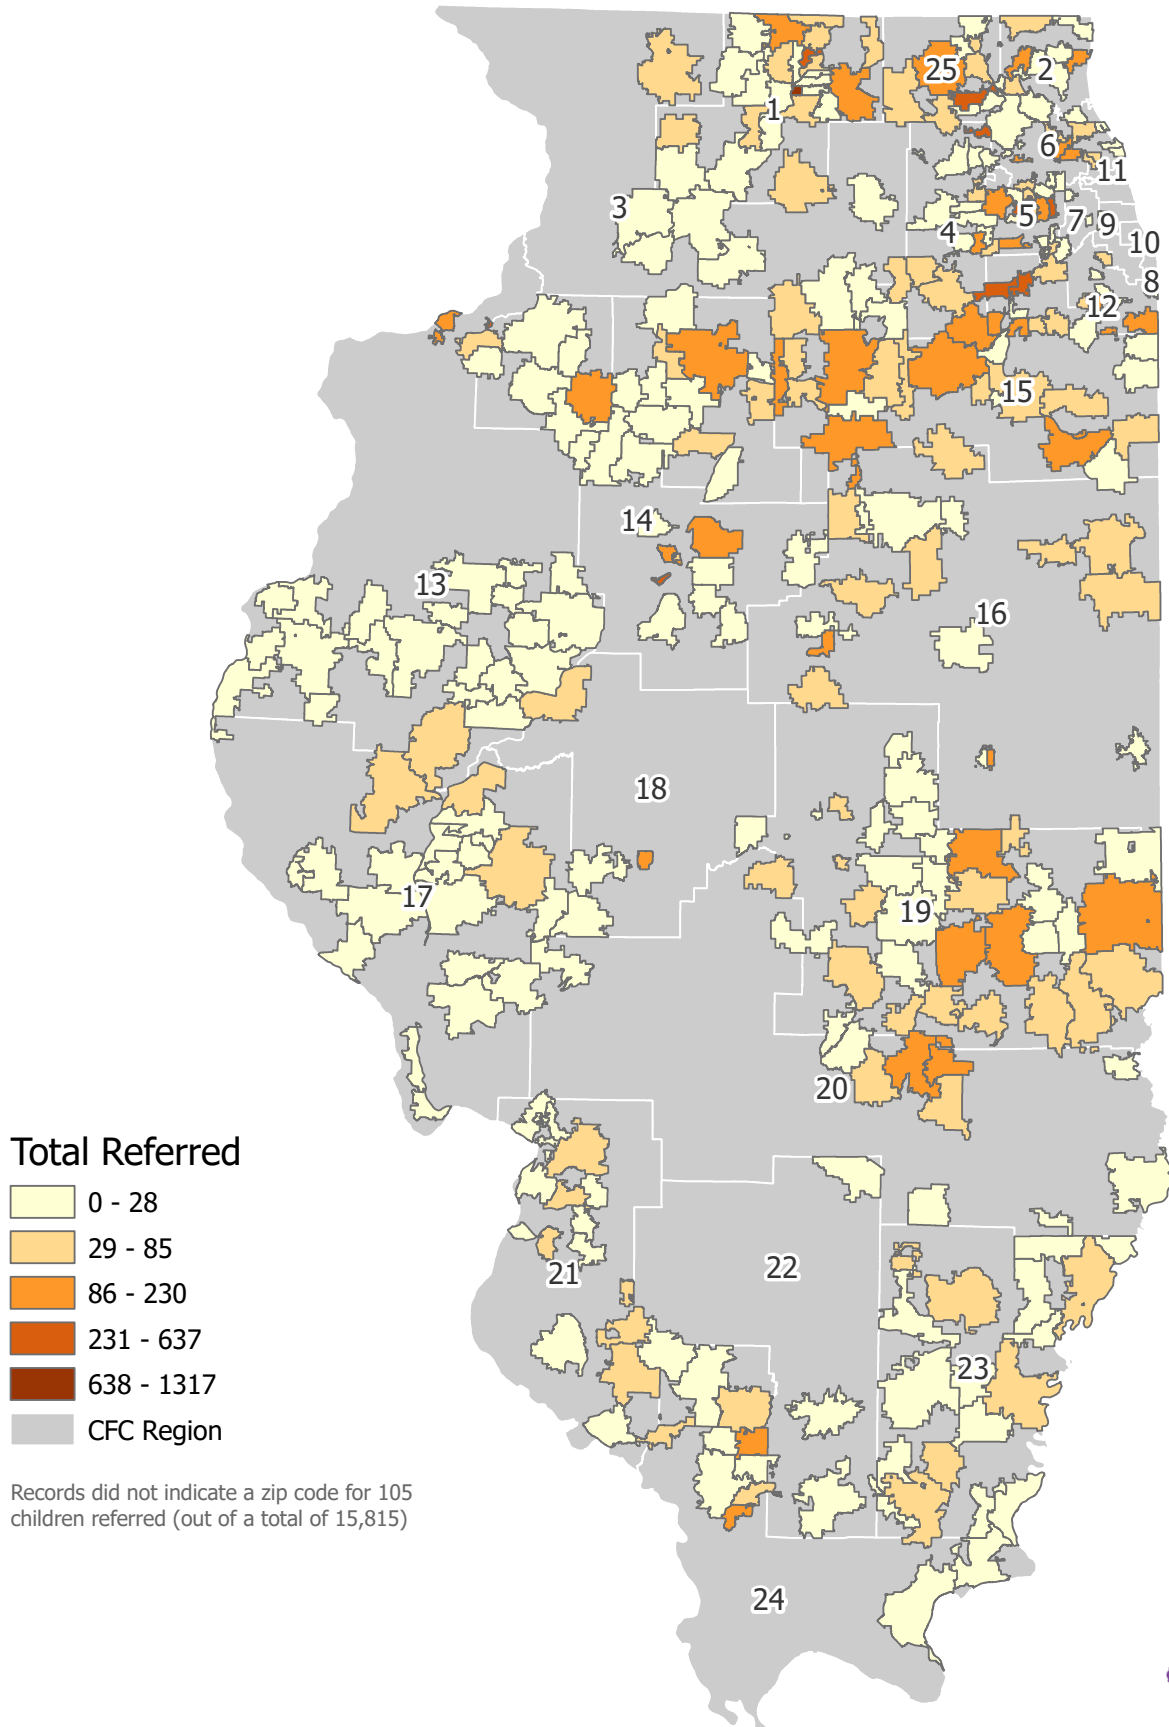 25
2
1
6
11
3
5
7
9
4
10
8
12
15
14
13
16
18
19
17
20
Total Referred
0 - 28
29 - 85
86 - 230
231 - 637
638 - 1317
CFC Region
21
22
23
Records did not indicate a zip code for 105
children referred (out of a total of 15,815)
24